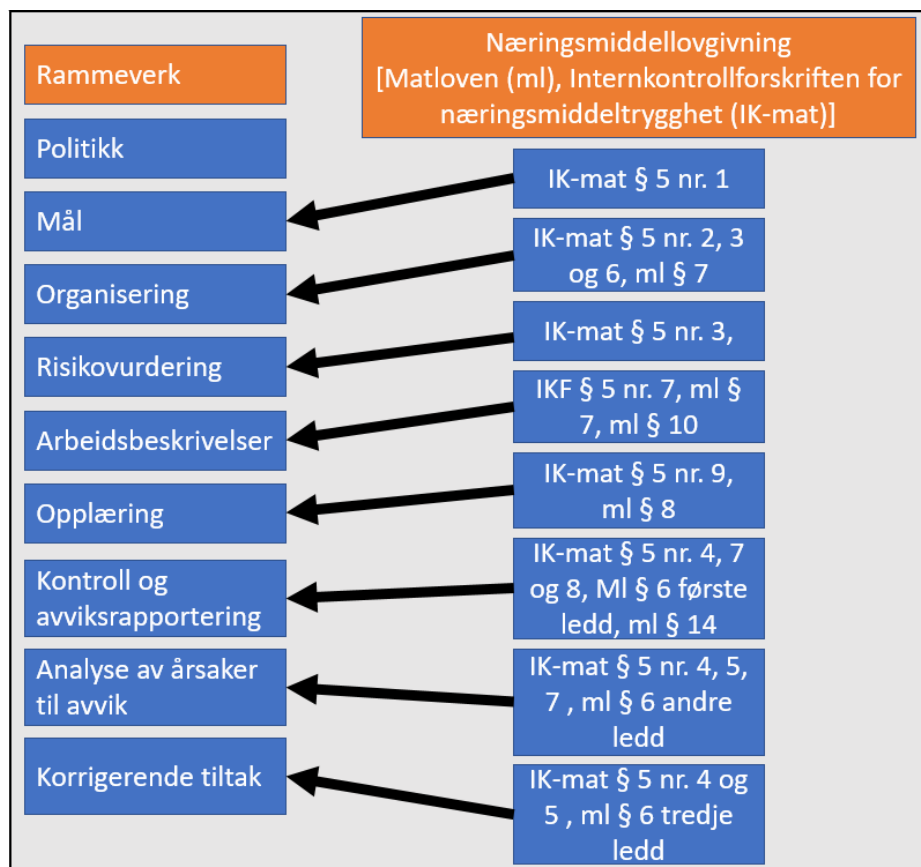 Rammeverk
Politikk
Mål
Organisering
Risikovurdering
Arbeidsbeskrivelser
Opplæring
Kontroll og
avviksrapportering
Analyse av årsaker
til avvik
Korrigerende tiltak
Næringsmiddellovgivning
[Matloven (ml), Internkontrollforskriften for
næringsmiddeltrygghet (IK-mat)]
IK-mat § 5 nr. 1
IK-mat § 5 nr. 2, 3
og 6, ml § 7
IK-mat § 5 nr. 3,
IKF § 5 nr. 7, ml §
7, ml § 10
IK-mat § 5 nr. 9,
ml § 8
IK-mat § 5 nr. 4, 7
og 8, Ml § 6 første
ledd, ml § 14
IK-mat § 5 nr. 4, 5,
7 , ml § 6 andre
ledd
IK-mat § 5 nr. 4 og
5 , ml § 6 tredje
ledd